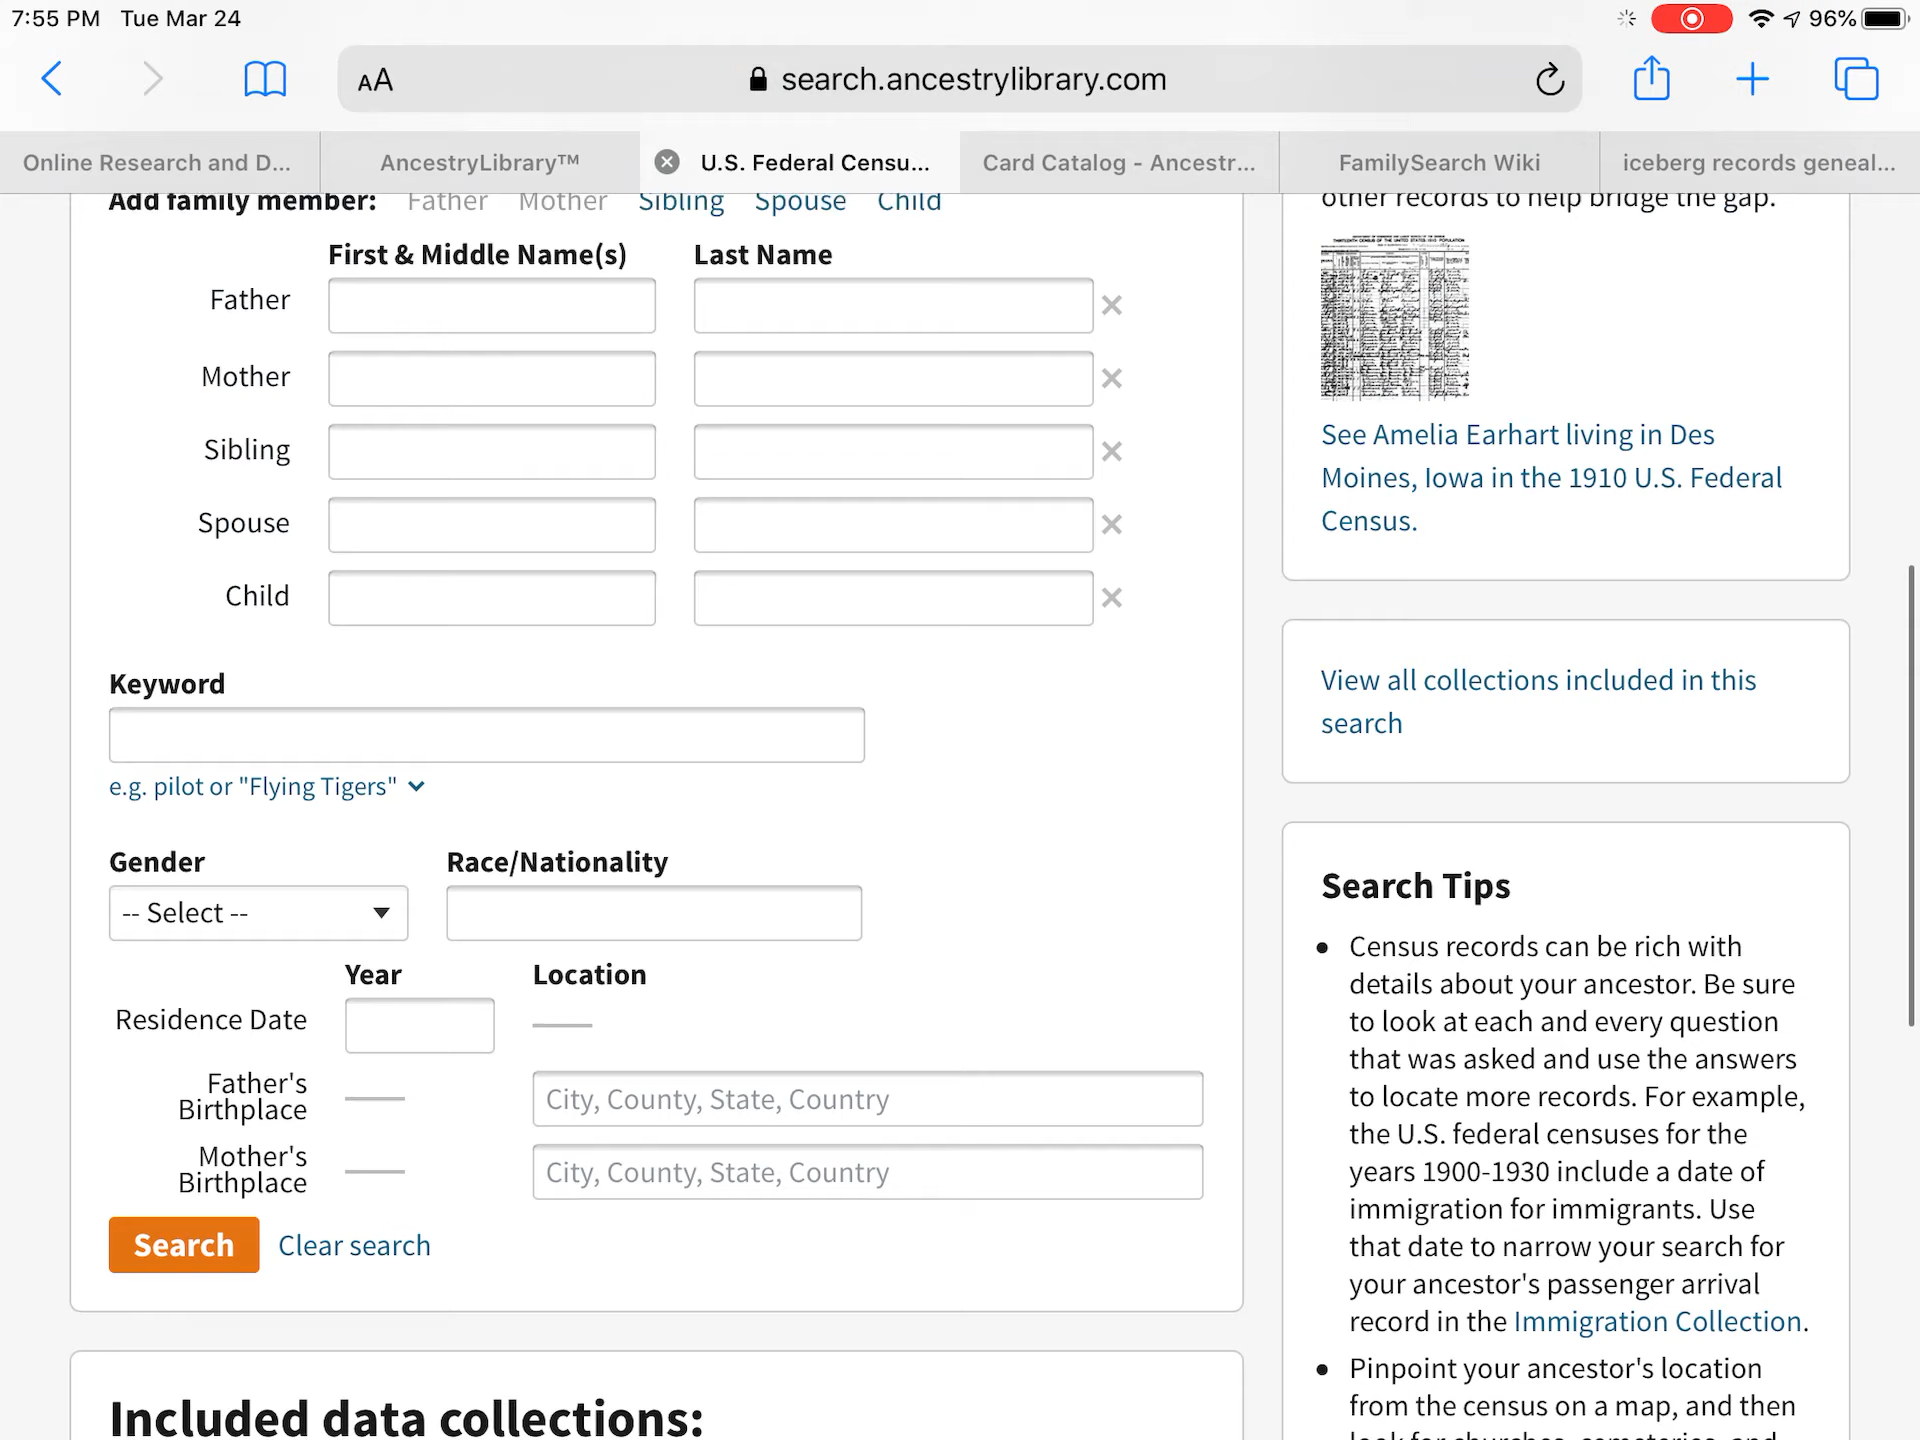 7:55 PM Tue Mar 24
96%
AA search.ancestrylibrary.com
Online Research and D... AncestryLibrary™ U.S. Federal Censu... Card Catalog - Ancestr... FamilySearch Wiki iceberg records geneal...
Add family member: Father Mother Sibling Spouse Child
First & Middle Name(s) Last Name
Father
Mother
Sibling
Spouse
Child
Keyword
e.g. pilot or "Flying Tigers"
Gender Race/Nationality
-- Select --
Year Location
Residence Date
Father's
Birthplace
City, County, State, Country
Mother's
Birthplace
City, County, State, Country
Search Clear search
Included data collections:
other records to help bridge the gap.
See Amelia Earhart living in Des
Moines, Iowa in the 1910 U.S. Federal
Census.
View all collections included in this
search
Search Tips
Census records can be rich with
details about your ancestor. Be sure
to look at each and every question
that was asked and use the answers
to locate more records. For example,
the U.S. federal censuses for the
years 1900-1930 include a date of
immigration for immigrants. Use
that date to narrow your search for
your ancestor's passenger arrival
record in the Immigration Collection.
Pinpoint your ancestor's location
from the census on a map, and then
look for churches, cemeteries, and